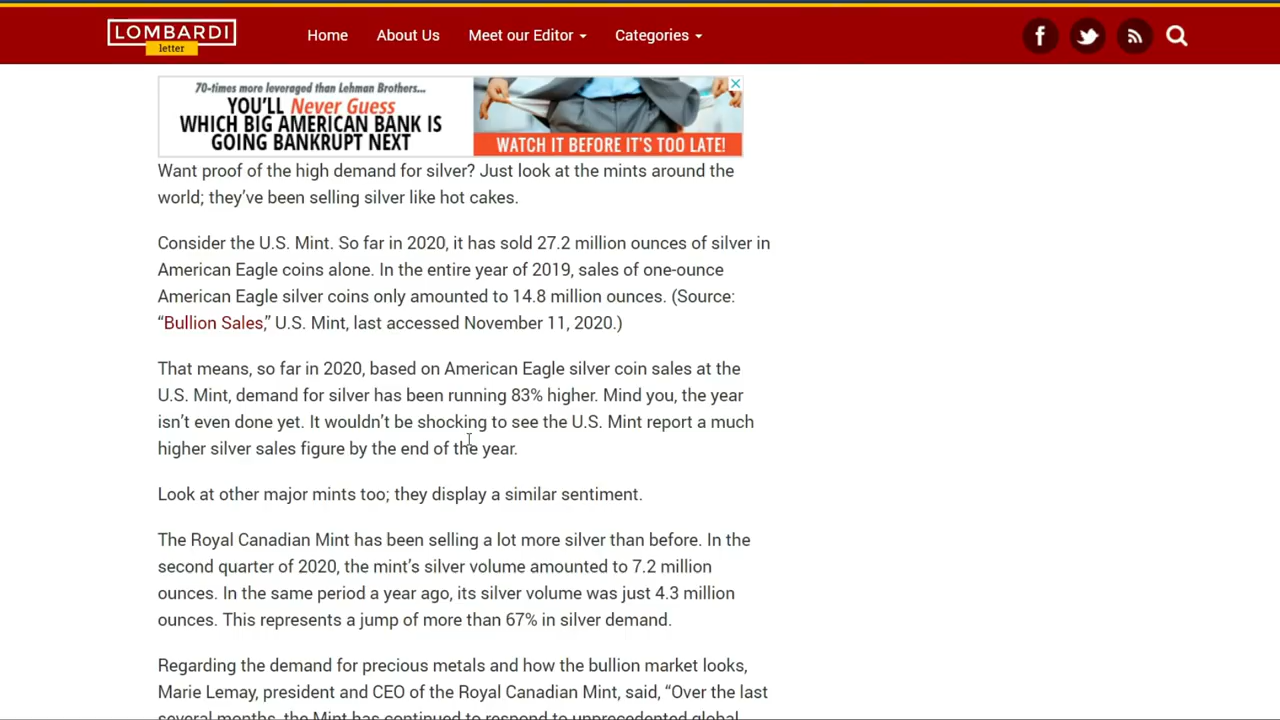 LOMBARDI
letter
Home About Us Meet our Editor Categories
70-times more leveraged than Lehman Brothers...
YOU'LL Never Guess
WHICH BIG AMERICAN BANK IS
GOING BANKRUPT NEXT
WATCH IT BEFORE IT'S TOO LATE!
Want proof of the high demand for silver? Just look at the mints around the
world; they’ve been selling silver like hot cakes.
Consider the U.S. Mint. So far in 2020, it has sold 27.2 million ounces of silver in
American Eagle coins alone. In the entire year of 2019, sales of one-ounce
American Eagle silver coins only amounted to 14.8 million ounces. (Source:
“Bullion Sales,” U.S. Mint, last accessed November 11, 2020.)
That means, so far in 2020, based on American Eagle silver coin sales at the
U.S. Mint, demand for silver has been running 83% higher. Mind you, the year
isn’t even done yet. It wouldn’t be shocking to see the U.S. Mint report a much
higher silver sales figure by the end of the year.
Look at other major mints too; they display a similar sentiment.
The Royal Canadian Mint has been selling a lot more silver than before. In the
second quarter of 2020, the mint’s silver volume amounted to 7.2 million
ounces. In the same period a year ago, its silver volume was just 4.3 million
ounces. This represents a jump of more than 67% in silver demand.
Regarding the demand for precious metals and how the bullion market looks,
Marie Lemay, president and CEO of the Royal Canadian Mint, said, “Over the last
several months, the Mint has continued to respond to unprecedented global